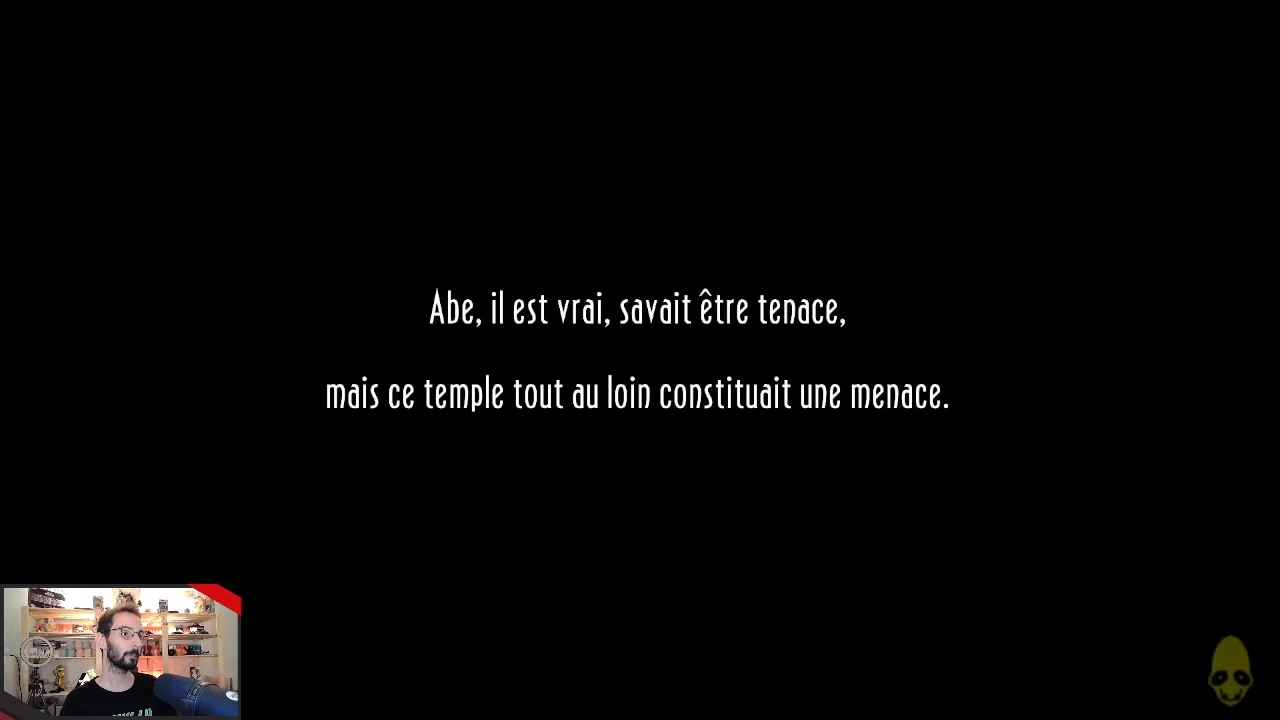 Abe, il est vrai, savait être tenace,
mais ce temple tout au loin constituait une menace.